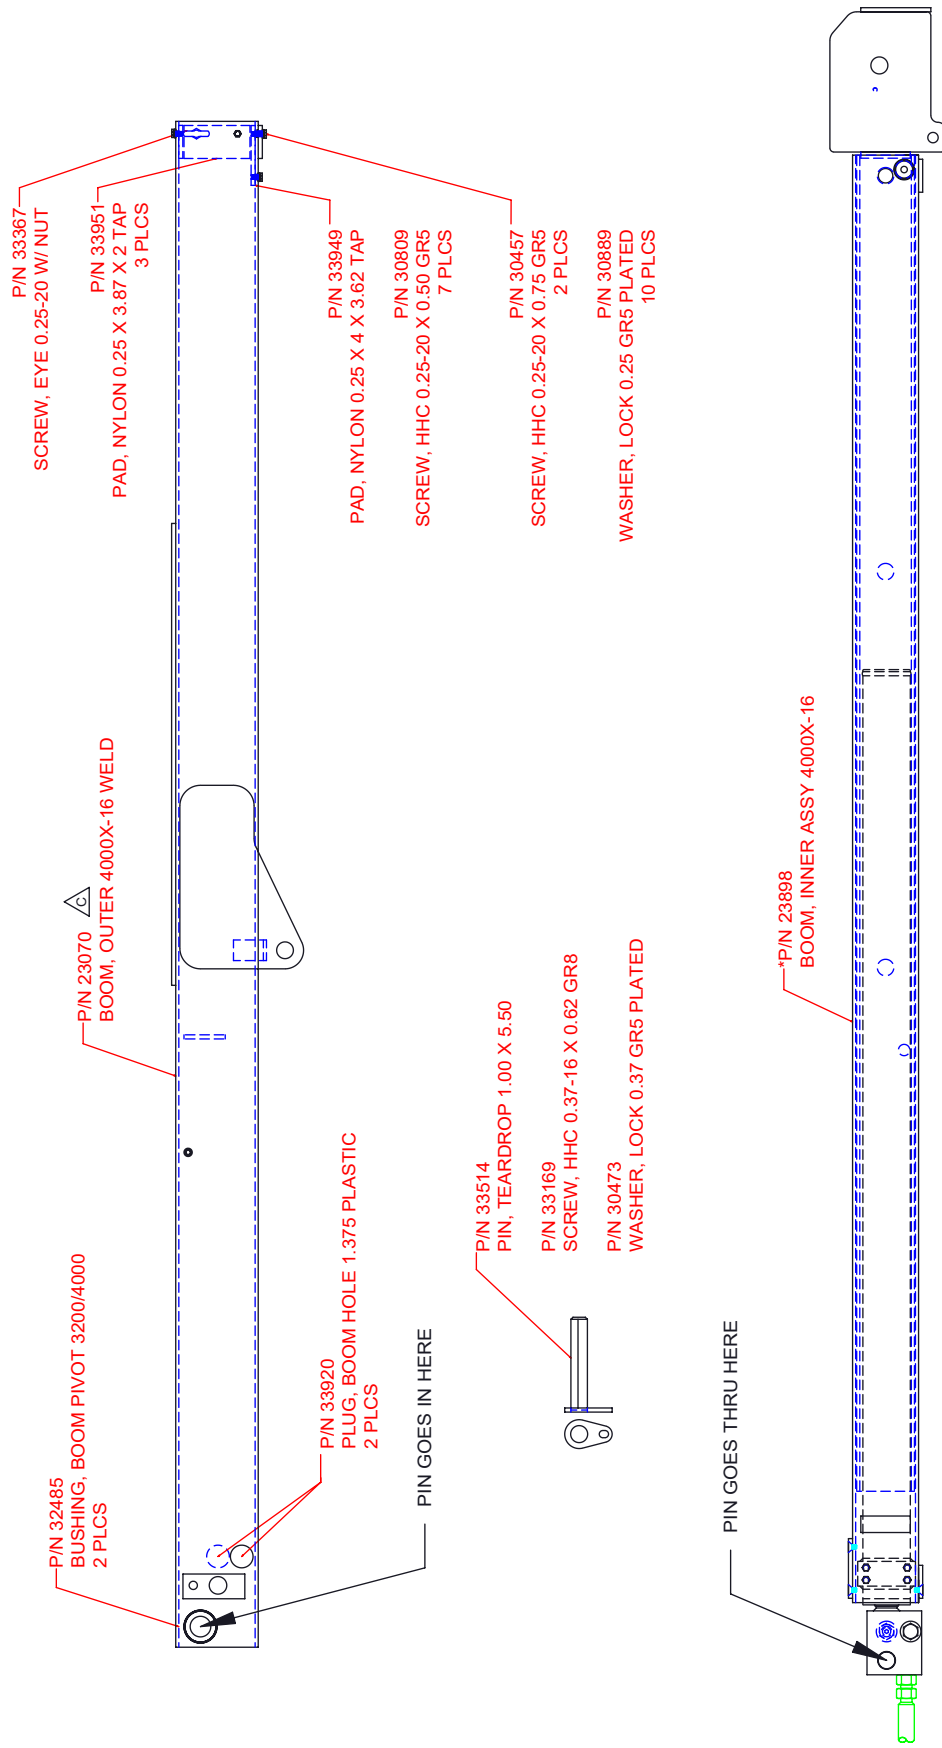 P/N 33367
SCREW, EYE 0.25-20 W/ NUT
P/N 33951
PAD, NYLON 0.25 X 3.87 X 2 TAP
3 PLCS
P/N 33949
PAD, NYLON 0.25 X 4 X 3.62 TAP
P/N 30809
SCREW, HHC 0.25-20 X 0.50 GR5
7 PLCS
P/N 30457
SCREW, HHC 0.25-20 X 0.75 GR5
2 PLCS
P/N 30889
WASHER, LOCK 0.25 GR5 PLATED
10 PLCS
P/N 23070 C
BOOM, OUTER 4000X-16 WELD
P/N 32485
BUSHING, BOOM PIVOT 3200/4000
2 PLCS
P/N 33920
PLUG, BOOM HOLE 1.375 PLASTIC
2 PLCS
PIN GOES IN HERE
P/N 33514
PIN, TEARDROP 1.00 X 5.50
P/N 33169
SCREW, HHC 0.37-16 X 0.62 GR8
P/N 30473
WASHER, LOCK 0.37 GR5 PLATED
PIN GOES THRU HERE
*P/N 23898
BOOM, INNER ASSY 4000X-16